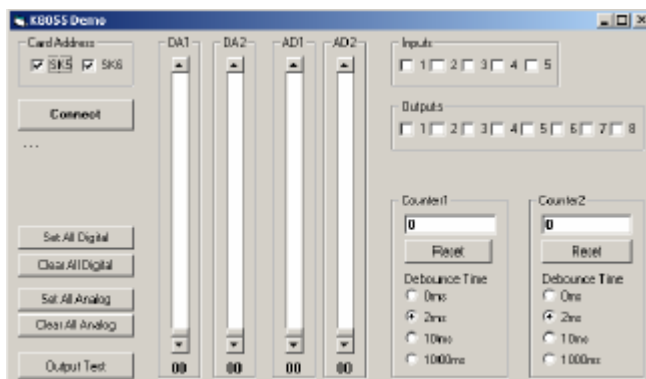 K8055 Demo
Card Address
SK5 SK6
Connect
...
Set All Digital
Clear All Digital
Set All Analog
Clear All Analog
Output Test
DA1 DA2 AD1 AD2
00 00 00 00
Inputs
1 2 3 4 5
Outputs
1 2 3 4 5 6 7 8
Counter1
0
Reset
Debounce Time
0ms
2ms
10ms
1000ms
Counter2
0
Reset
Debounce Time
0ms
2ms
10ms
1000ms